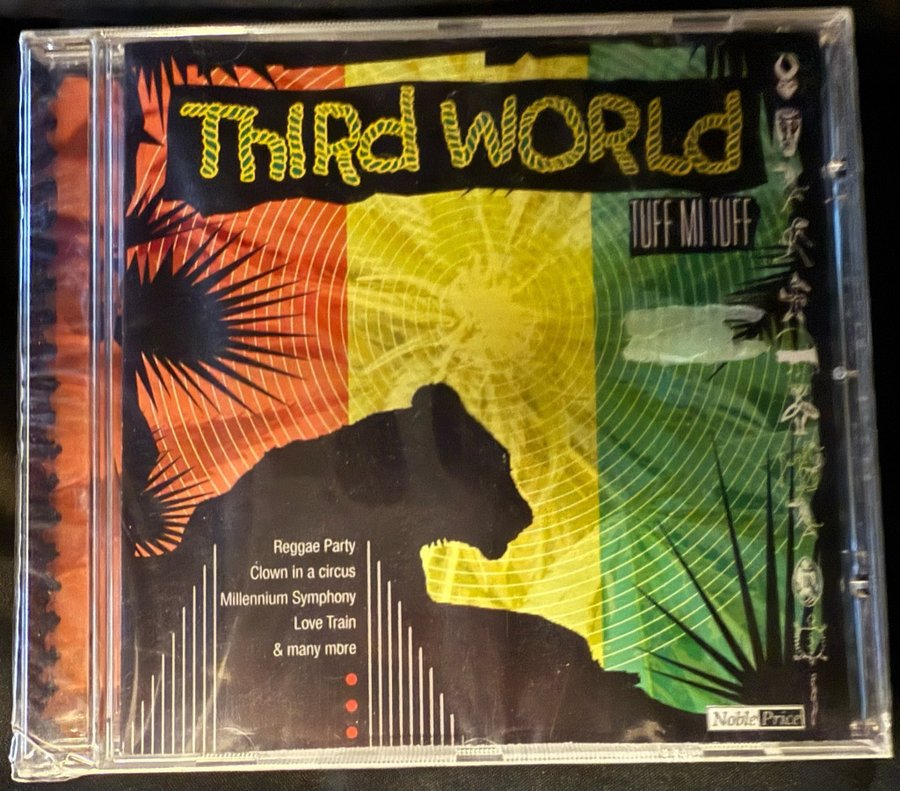 ThIRd WORLd
TUFF MI TUFF
Reggae Party
Clown in a circus
Millennium Symphony
Love Train
& many more
Noble Price